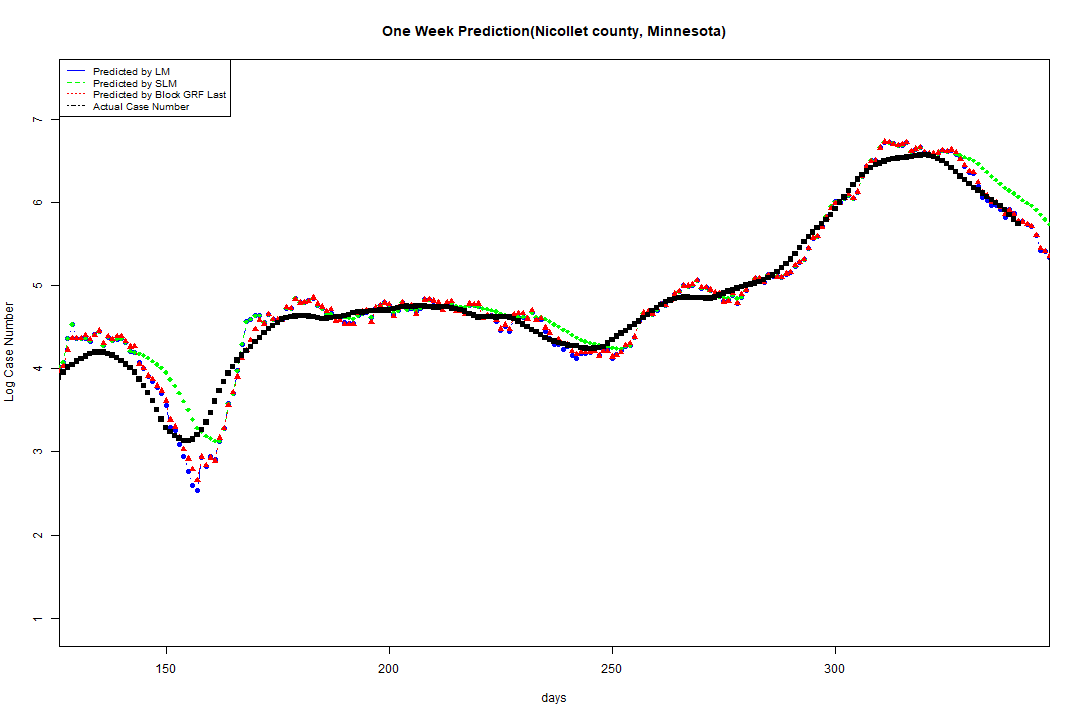 One Week Prediction(Nicollet county, Minnesota)
Predicted by LM
Predicted by SLM
Predicted by Block GRF Last
Actual Case Number
7
6
5
4
3
2
1
Log Case Number
150 200 250 300
days